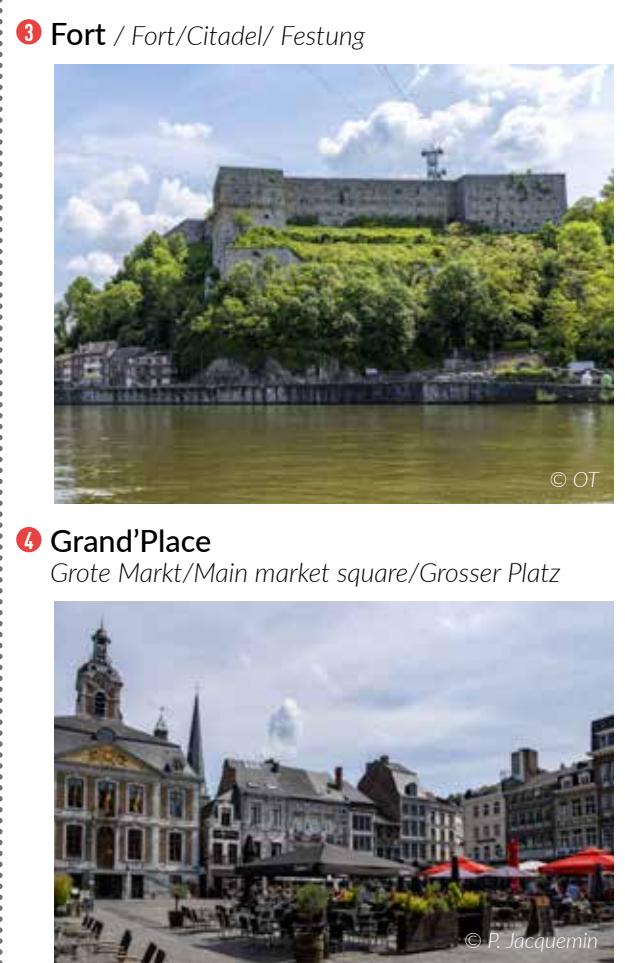 3 Fort / Fort/Citadel/ Festung
© OT
4 Grand’Place
Grote Markt/Main market square/Grosser Platz
© P. Jacquemin